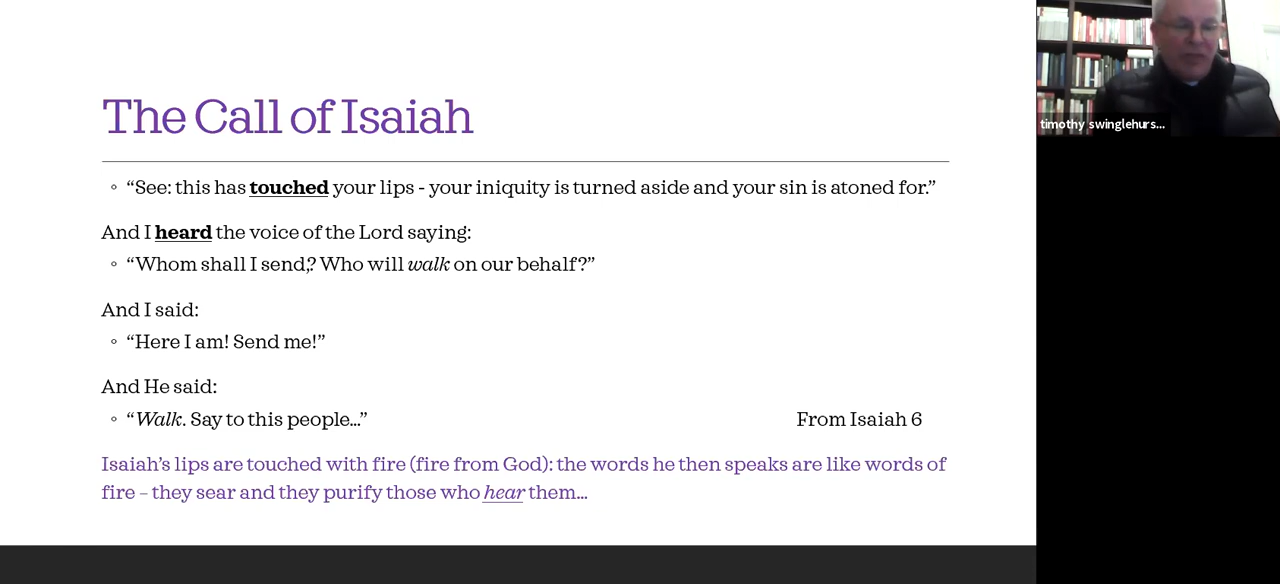 The Call of Isaiah
“See: this has touched your lips - your iniquity is turned aside and your sin is atoned for.”
And I heard the voice of the Lord saying:
“Whom shall I send,? Who will walk on our behalf?”
And I said:
“Here I am! Send me!”
And He said:
“Walk. Say to this people…”
From Isaiah 6
Isaiah’s lips are touched with fire (fire from God): the words he then speaks are like words of
fire – they sear and they purify those who hear them…
timothy swinglehurs...